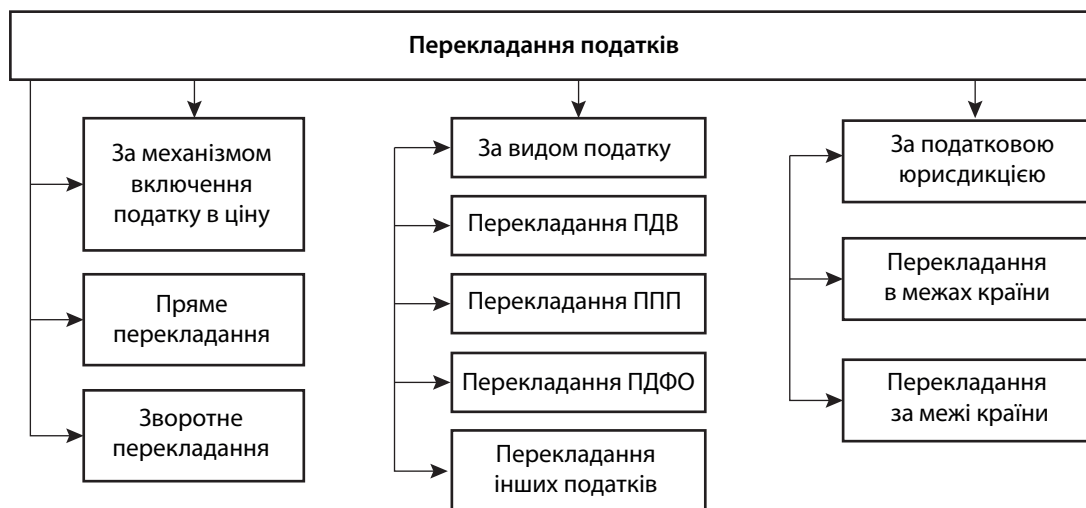 Перекладання податків
За механізмом
включення
податку в ціну
Пряме
перекладання
Зворотне
перекладання
За видом податку
Перекладання ПДВ
Перекладання ППП
Перекладання ПДФО
Перекладання
інших податків
За податковою
юрисдикцією
Перекладання
в межах країни
Перекладання
за межі країни